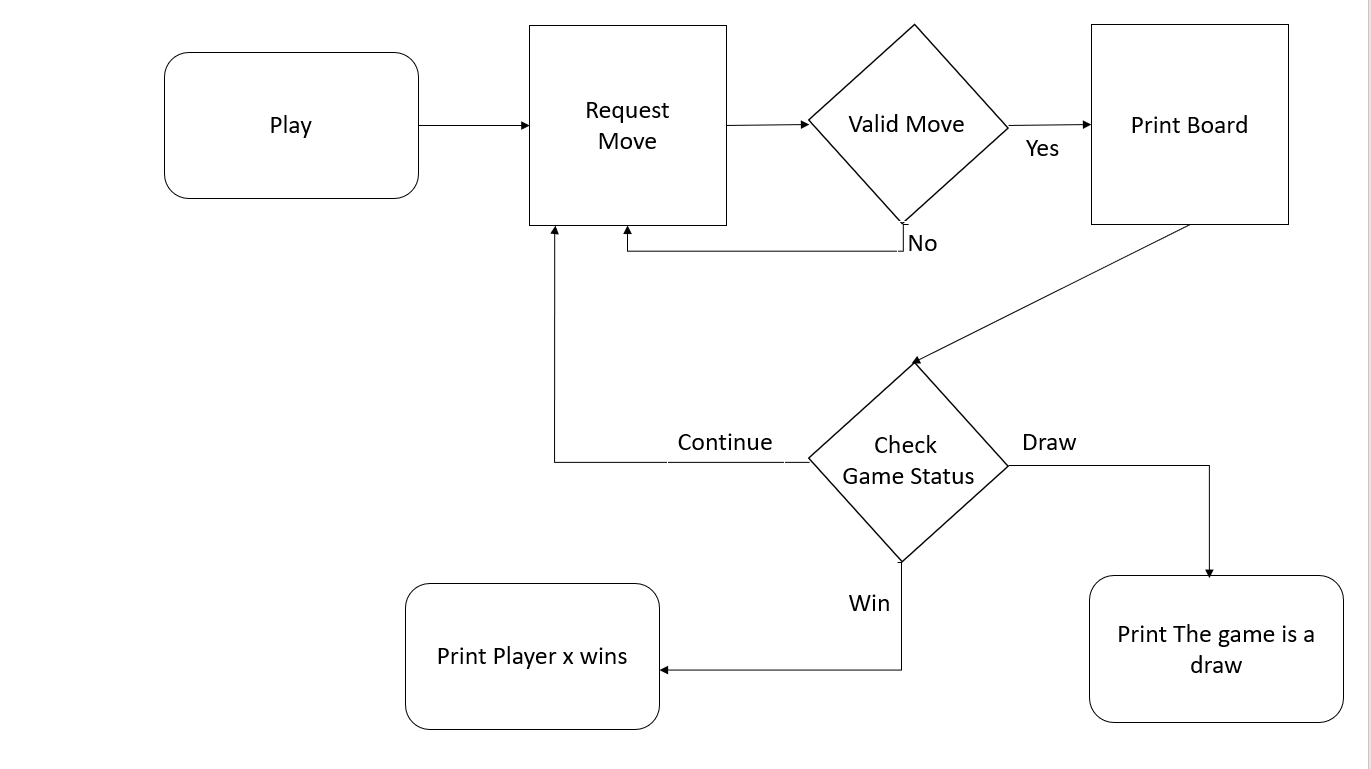 Play
Request
Move
Valid Move
Yes
Print Board
No
Continue
Check
Game Status
Draw
Win
Print Player x wins
Print The game is a
draw